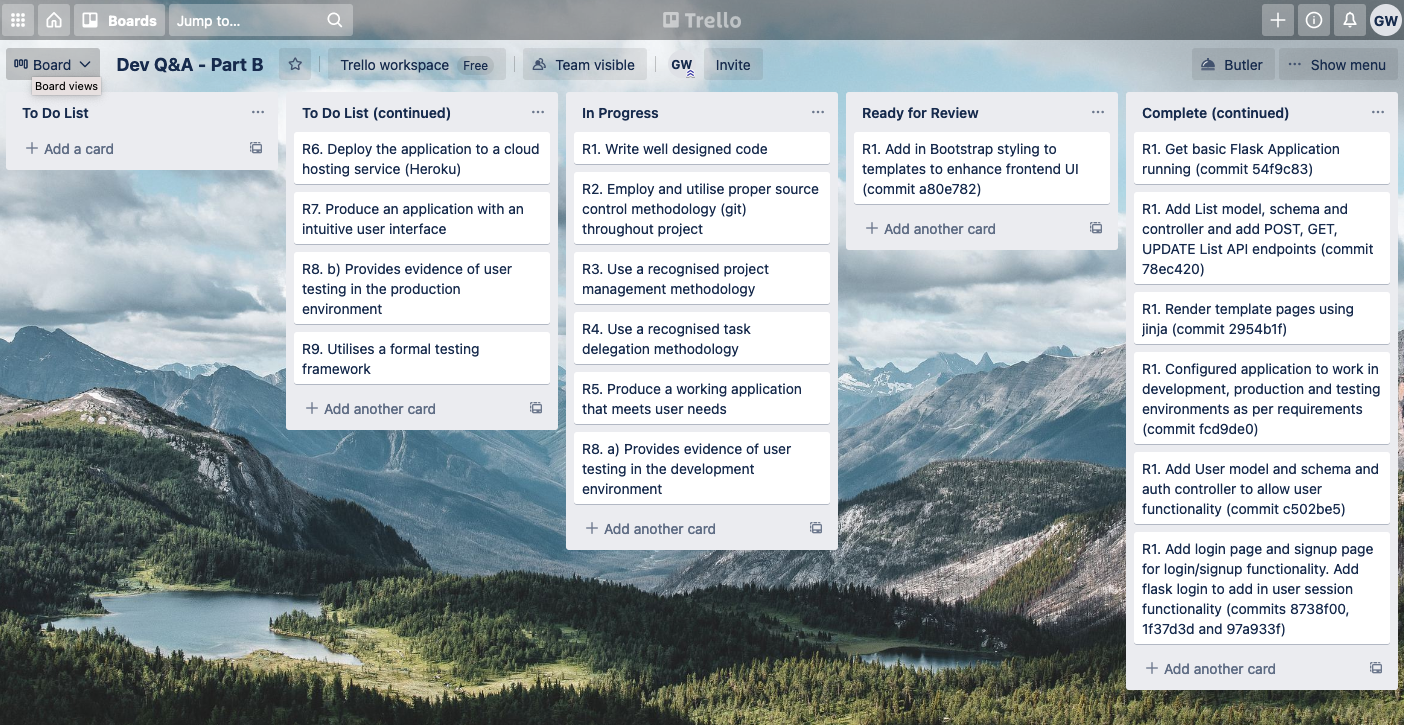 Boards
Jump to...
Trello
GW
Board
Dev Q&A - Part B
Trello workspace Free
Team visible
GW
Invite
Butler
··· Show menu
Board views
To Do List
+ Add a card
To Do List (continued)
R6. Deploy the application to a cloud
hosting service (Heroku)
R7. Produce an application with an
intuitive user interface
R8. b) Provides evidence of user
testing in the production
environment
R9. Utilises a formal testing
framework
+ Add another card
In Progress
R1. Write well designed code
R2. Employ and utilise proper source
control methodology (git)
throughout project
R3. Use a recognised project
management methodology
R4. Use a recognised task
delegation methodology
R5. Produce a working application
that meets user needs
R8. a) Provides evidence of user
testing in the development
environment
+ Add another card
Ready for Review
R1. Add in Bootstrap styling to
templates to enhance frontend UI
(commit a80e782)
+ Add another card
Complete (continued)
R1. Get basic Flask Application
running (commit 54f9c83)
R1. Add List model, schema and
controller and add POST, GET,
UPDATE List API endpoints (commit
78ec420)
R1. Render template pages using
jinja (commit 2954b1f)
R1. Configured application to work in
development, production and testing
environments as per requirements
(commit fcd9de0)
R1. Add User model and schema and
auth controller to allow user
functionality (commit c502be5)
R1. Add login page and signup page
for login/signup functionality. Add
flask login to add in user session
functionality (commits 8738f00,
1f37d3d and 97a933f)
+ Add another card